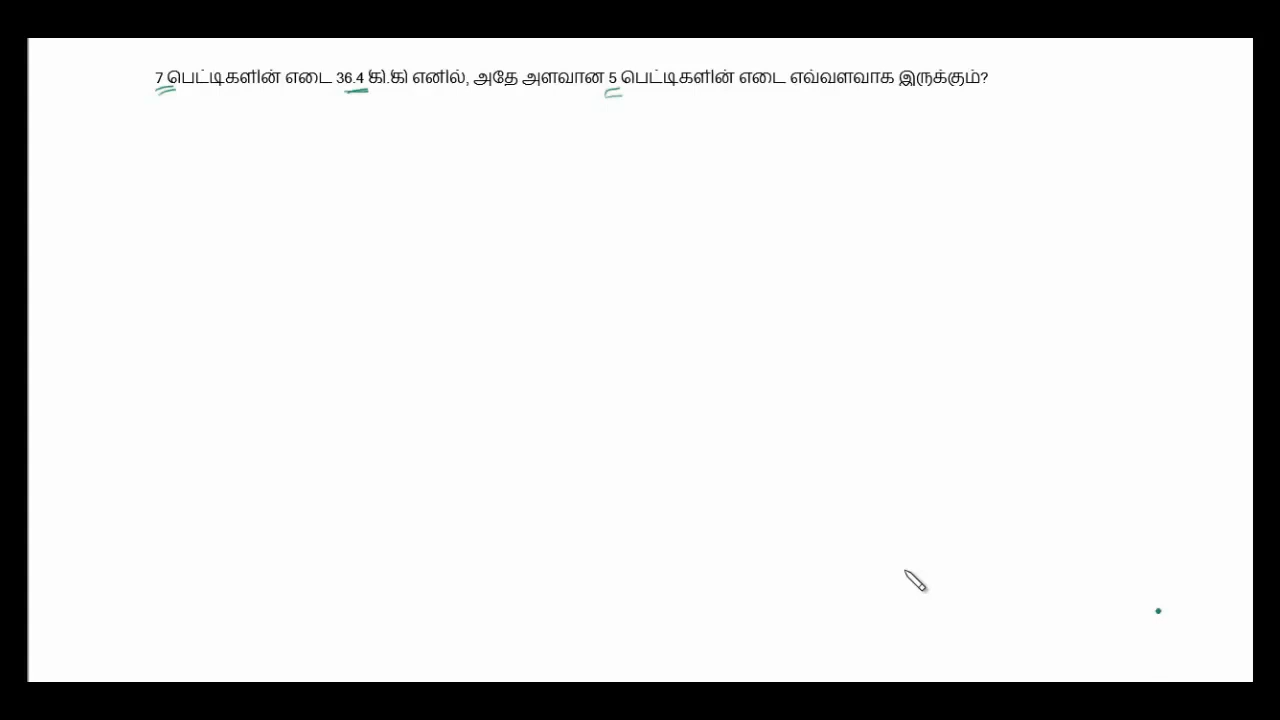 7 பெட்டிகளின் எடை 36.4 கி.கி எனில், அதே அளவான 5 பெட்டிகளின் எடை எவ்வளவாக இருக்கும்?